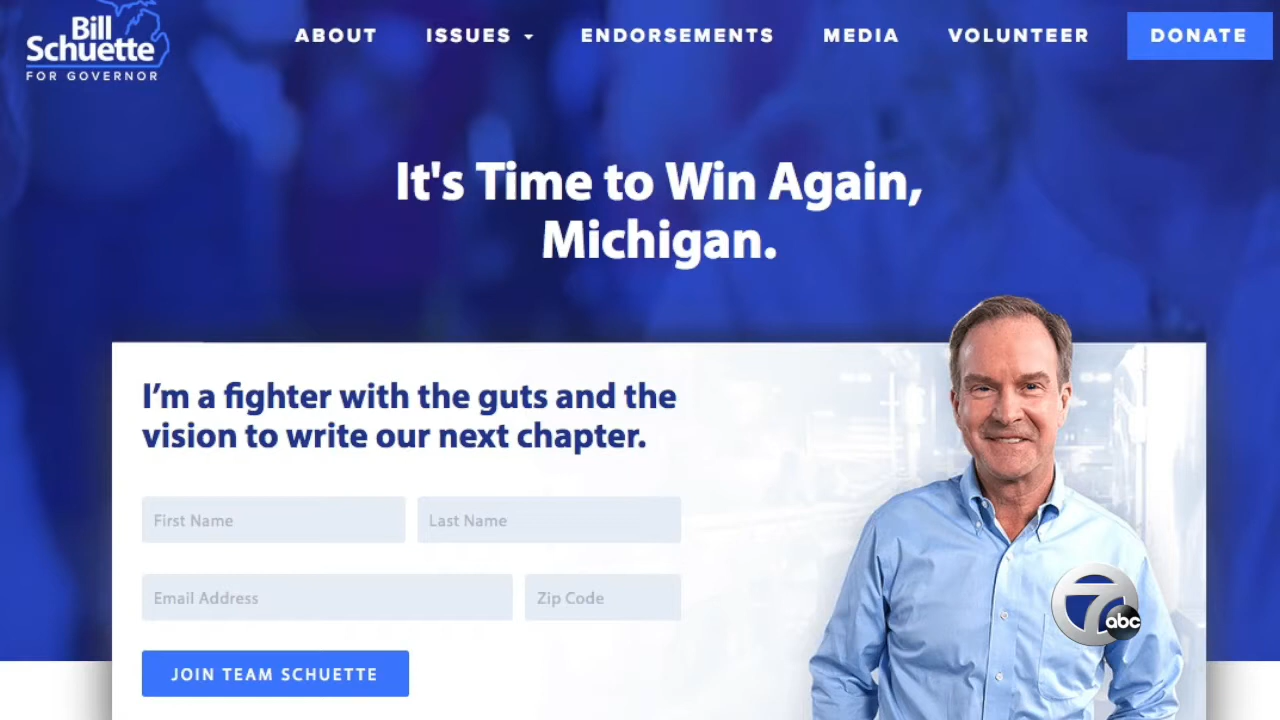 Bill
Schuette
FOR GOVERNOR
ABOUT
ISSUES
ENDORSEMENTS
MEDIA
VOLUNTEER
DONATE
It's Time to Win Again,
Michigan.
I’m a fighter with the guts and the
vision to write our next chapter.
First Name
Last Name
Email Address
Zip Code
JOIN TEAM SCHUETTE
7
abc